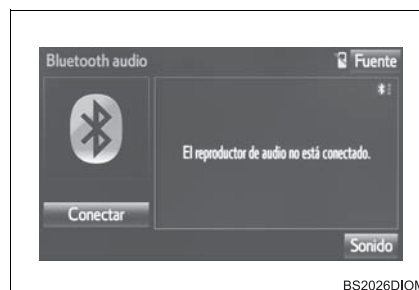 Bluetooth audio
Fuente
El reproductor de audio no está conectado.
Conectar
Sonido
BS2026DIOM